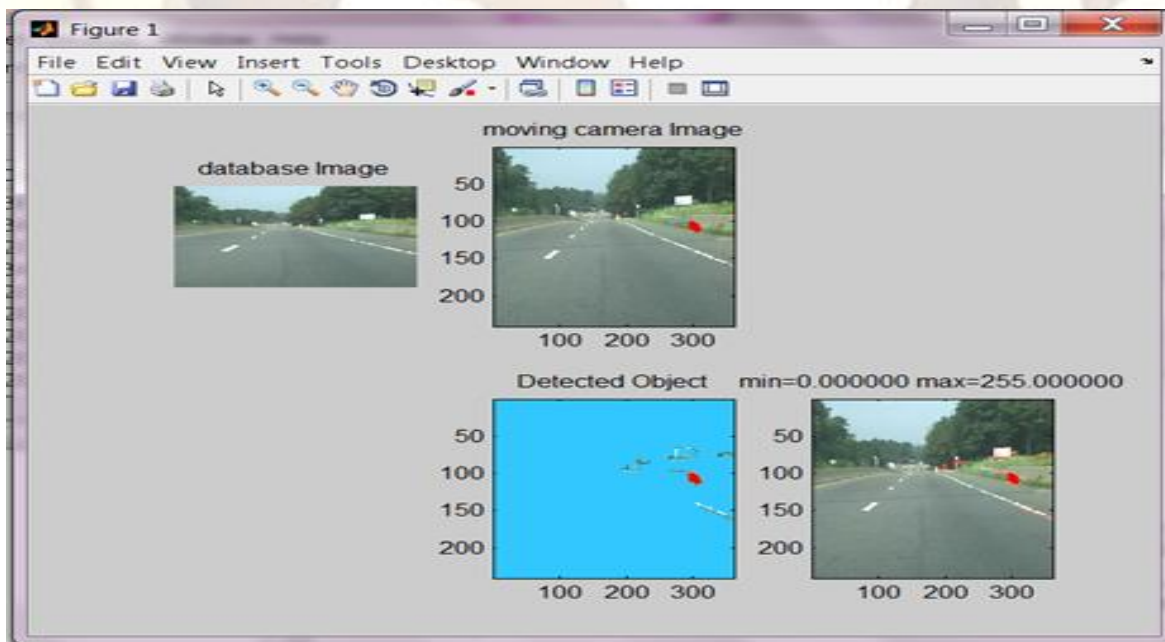 Figure 1
File Edit View Insert Tools Desktop Window Help
moving camera Image
database Image
50
100
150
200
100 200 300
Detected Object
min=0.000000 max=255.000000
50
100
150
200
100 200 300
50
100
150
200
100 200 300